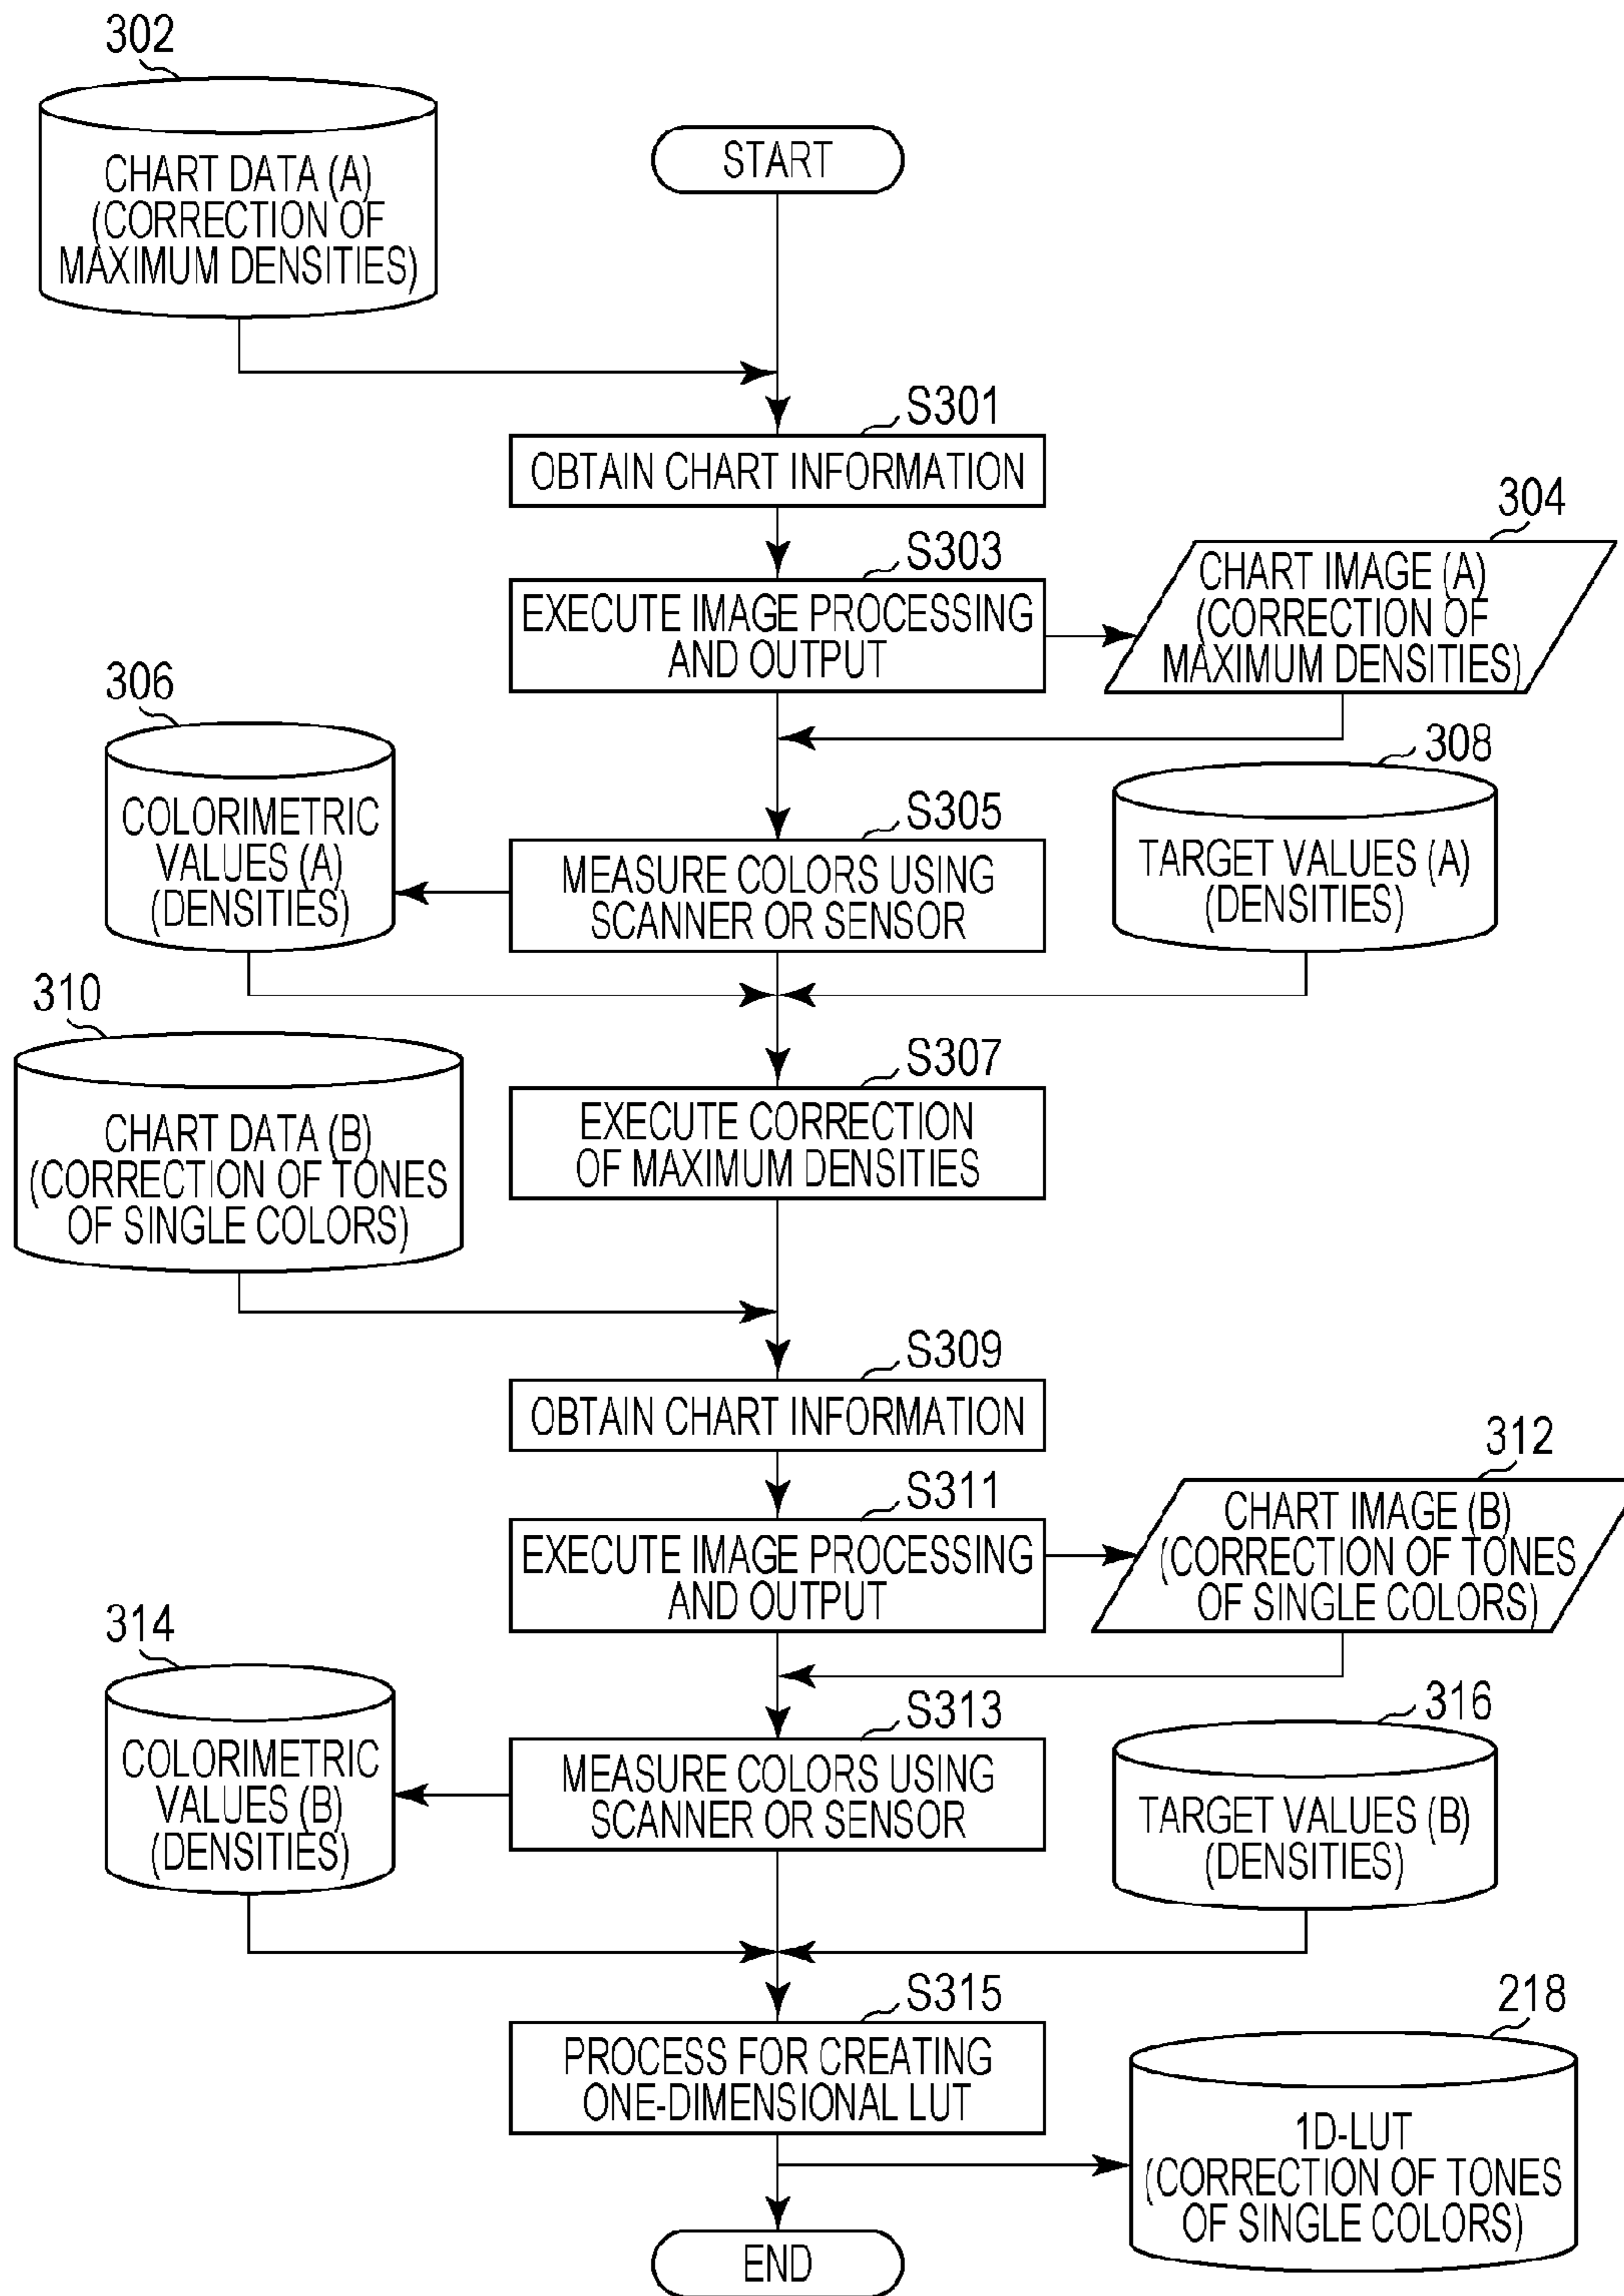 302
CHART DATA (A)
(CORRECTION OF
MAXIMUM DENSITIES)
START
S301
OBTAIN CHART INFORMATION
S303
EXECUTE IMAGE PROCESSING
AND OUTPUT
304
CHART IMAGE (A)
(CORRECTION OF
MAXIMUM DENSITIES)
306
COLORIMETRIC
VALUES (A)
(DENSITIES)
S305
MEASURE COLORS USING
SCANNER OR SENSOR
308
TARGET VALUES (A)
(DENSITIES)
310
CHART DATA (B)
(CORRECTION OF TONES
OF SINGLE COLORS)
S307
EXECUTE CORRECTION
OF MAXIMUM DENSITIES
S309
OBTAIN CHART INFORMATION
S311
EXECUTE IMAGE PROCESSING
AND OUTPUT
312
CHART IMAGE (B)
(CORRECTION OF TONES
OF SINGLE COLORS)
314
COLORIMETRIC
VALUES (B)
(DENSITIES)
S313
MEASURE COLORS USING
SCANNER OR SENSOR
316
TARGET VALUES (B)
(DENSITIES)
S315
PROCESS FOR CREATING
ONE-DIMENSIONAL LUT
218
1D-LUT
(CORRECTION OF TONES
OF SINGLE COLORS)
END